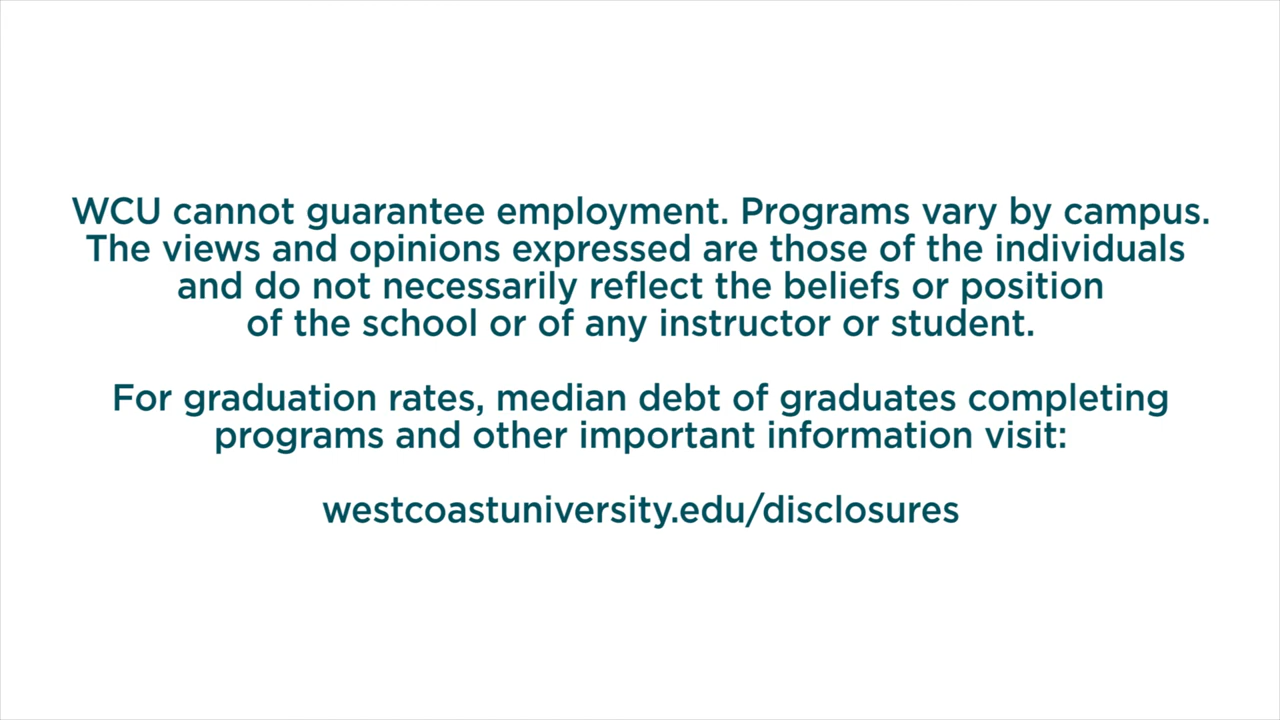 WCU cannot guarantee employment. Programs vary by campus.
The views and opinions expressed are those of the individuals
and do not necessarily reflect the beliefs or position
of the school or of any instructor or student.
For graduation rates, median debt of graduates completing
programs and other important information visit:
westcoastuniversity.edu/disclosures